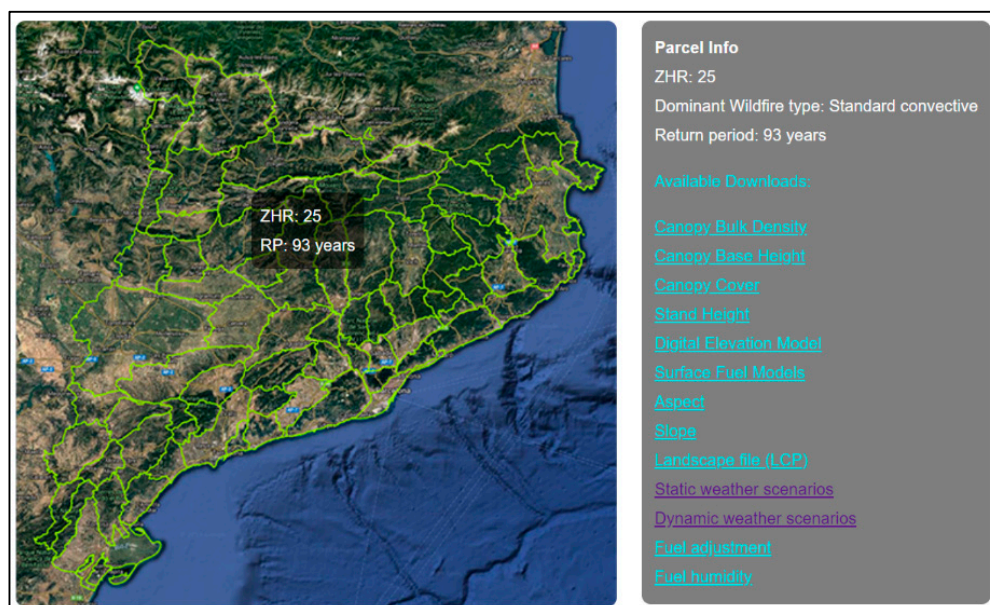 ZHR: 25
RP: 93 years
Parcel Info
ZHR: 25
Dominant Wildfire type: Standard convective
Return period: 93 years
Available Downloads:
Canopy Bulk Density
Canopy Base Height
Canopy Cover
Stand Height
Digital Elevation Model
Surface Fuel Models
Aspect
Slope
Landscape file (LCP)
Static weather scenarios
Dynamic weather scenarios
Fuel adjustment
Fuel humidity